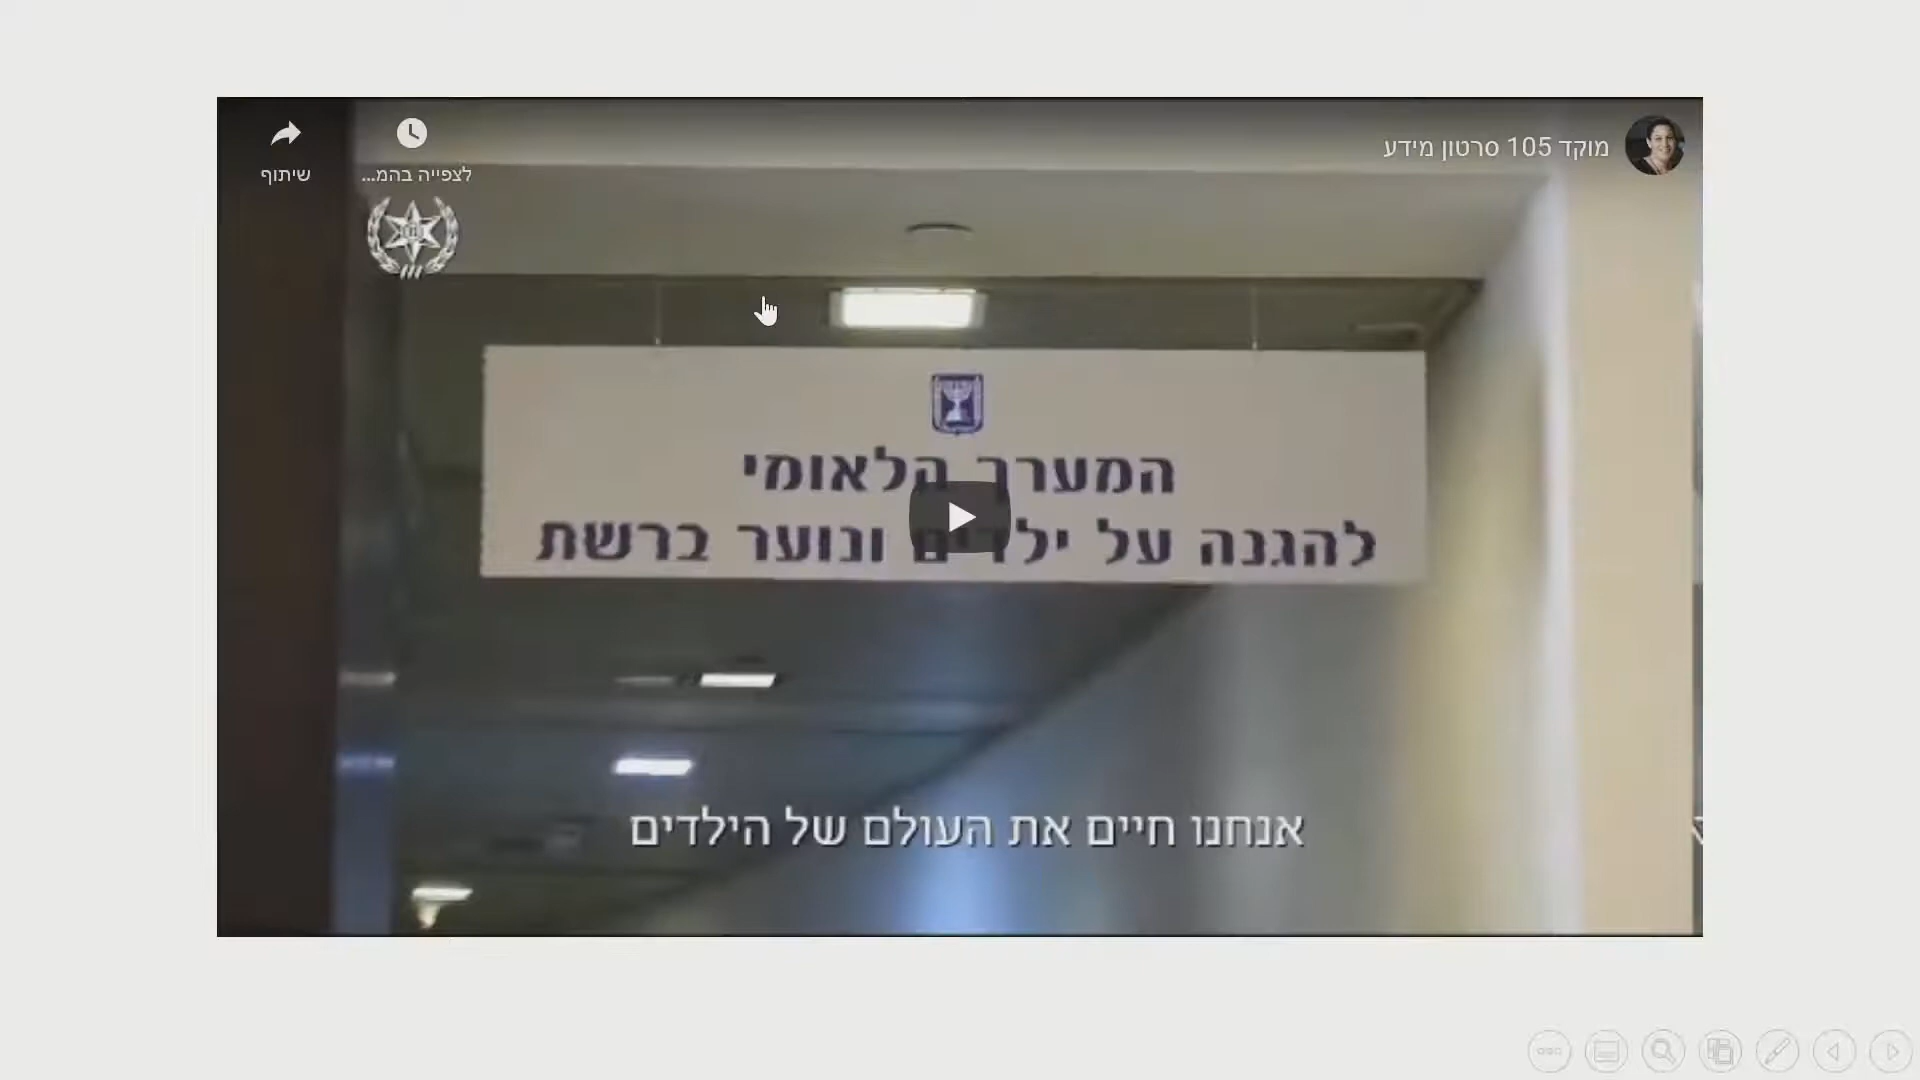 מוקד 105 סרטון מידע
לצפייה בהמ...
שיתוף
המערך הלאומי
להגנה על ילדים ונוער ברשת
אנחנו חיים את העולם של הילדים